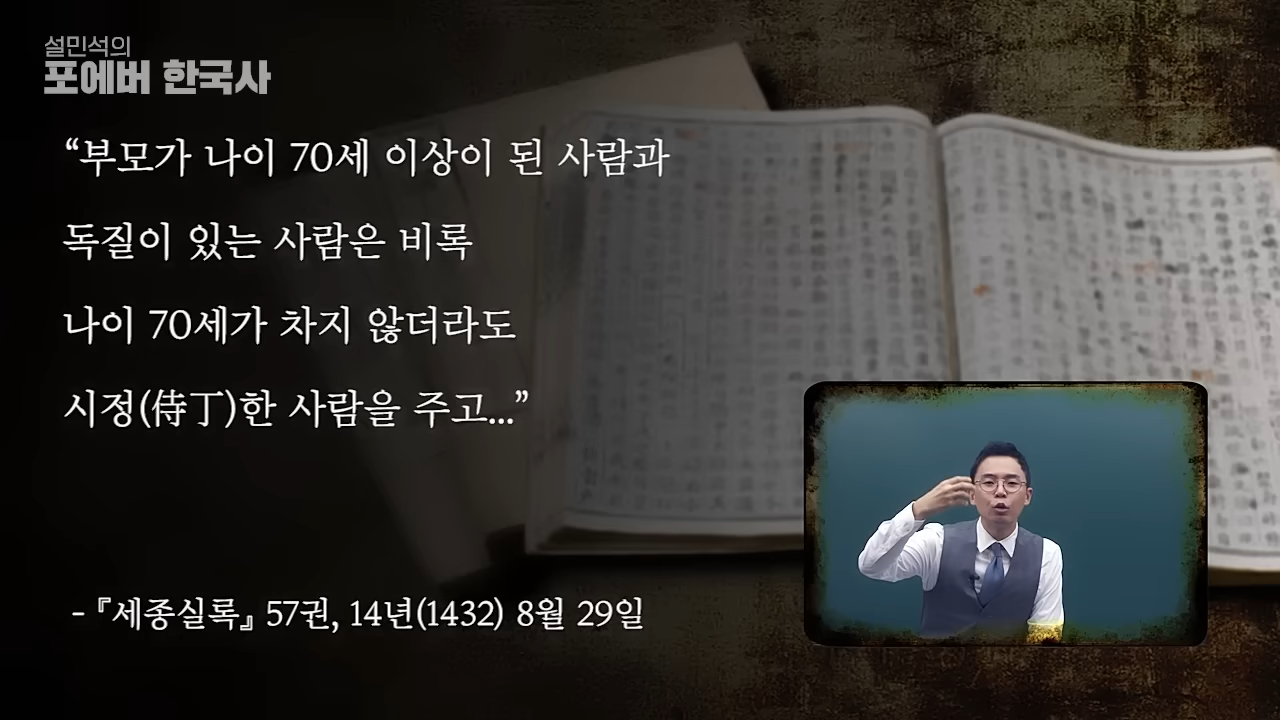 설민석의
포에버 한국사
“부모가 나이 70세 이상이 된 사람과
독질이 있는 사람은 비록
나이 70세가 차지 않더라도
시정(侍丁)한 사람을 주고...”
- 『세종실록』 57권, 14년(1432) 8월 29일